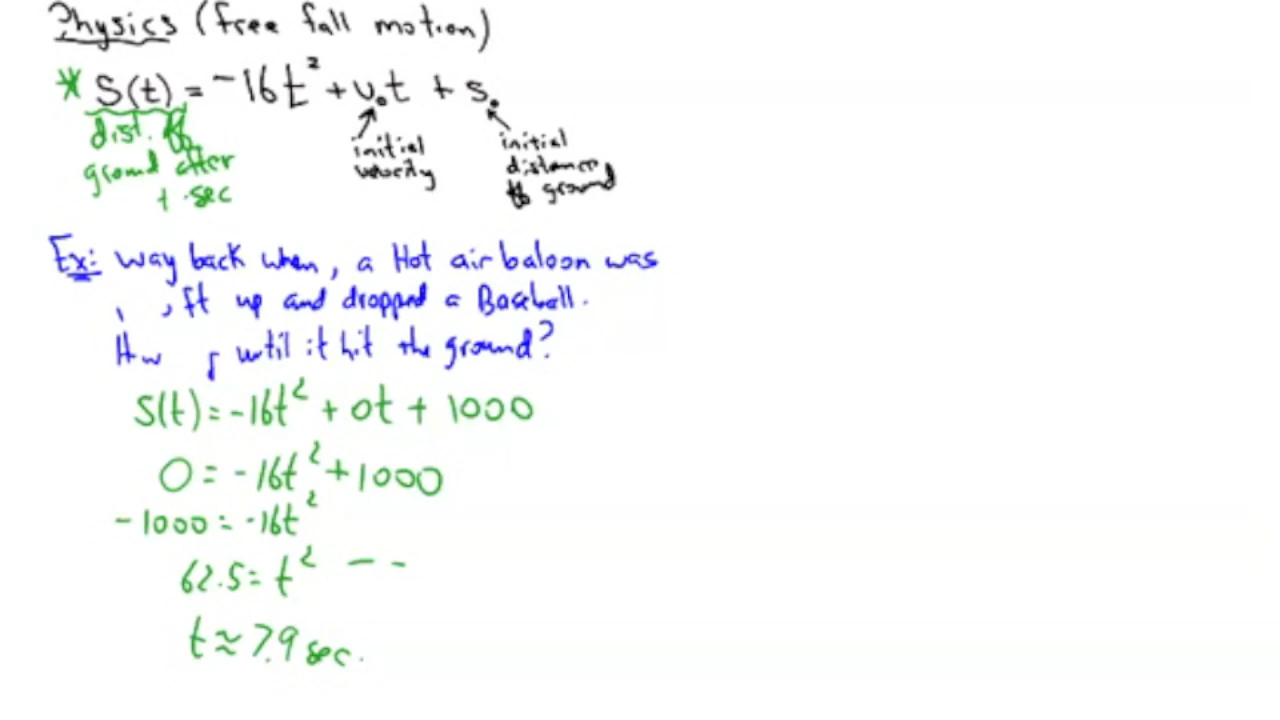 Physics (free fall motion)
* S(t) = -16t² + v₀t + s₀
dist. off
ground after
t sec
initial
velocity
initial
distance
off ground
Ex: way back when, a Hot air baloon was
ft up and dropped a Baseball.
until it hit the ground?
S(t) = -16t² + 0t + 1000
0 = -16t² + 1000
-1000 = -16t²
62.5 = t² - -
t ≈ 7.9 sec.